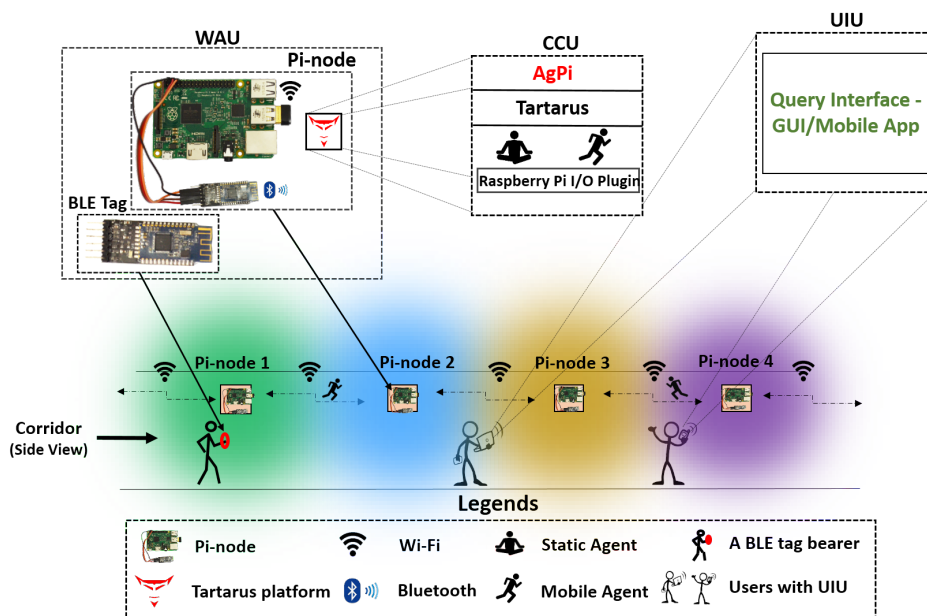 WAU
Pi-node
BLE Tag
CCU
AgPi
Tartarus
Raspberry Pi I/O Plugin
UIU
Query Interface -
GUI/Mobile App
Pi-node 1
Pi-node 2
Pi-node 3
Pi-node 4
Corridor
(Side View)
Legends
Pi-node
Wi-Fi
Static Agent
A BLE tag bearer
Tartarus platform
Bluetooth
Mobile Agent
Users with UIU